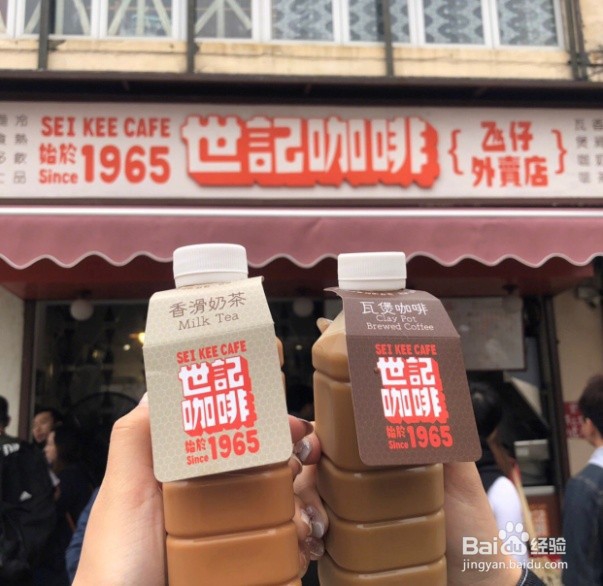 SEI KEE CAFE
始於
Since 1965
世記咖啡
{氹仔
外賣店}
香滑奶茶
Milk Tea
SEI KEE CAFE
世記
咖啡
始於
Since 1965
瓦煲咖啡
Clay Pot
Brewed Coffee
SEI KEE CAFE
世記
咖啡
始於
Since 1965
Bai 经验
jingyan.baidu.com